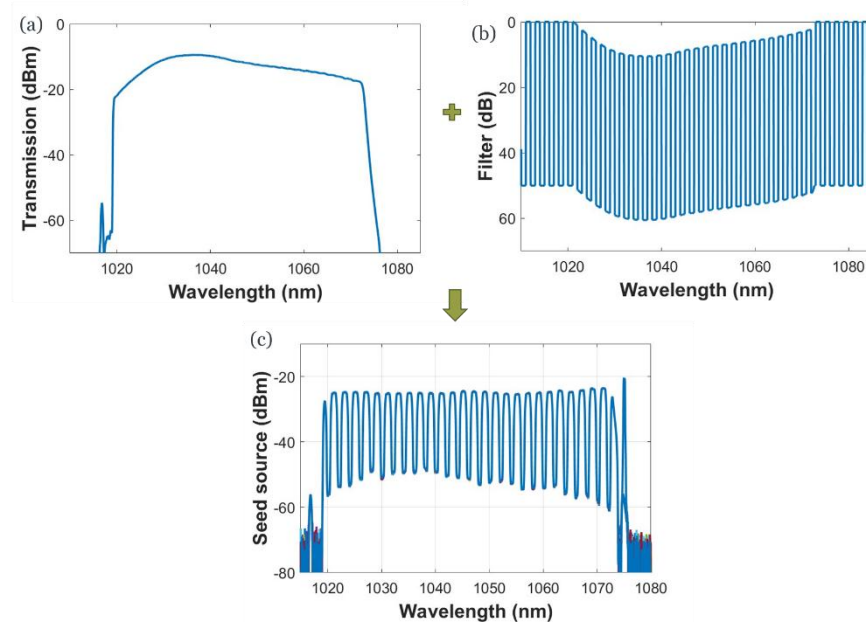 (a)
0
-20
-40
-60
Transmission (dBm)
1020 1040 1060 1080
Wavelength (nm)
(b)
0
20
40
60
Filter (dB)
1020 1040 1060 1080
Wavelength (nm)
(c)
-20
-40
-60
-80
Seed source (dBm)
1020 1030 1040 1050 1060 1070 1080
Wavelength (nm)